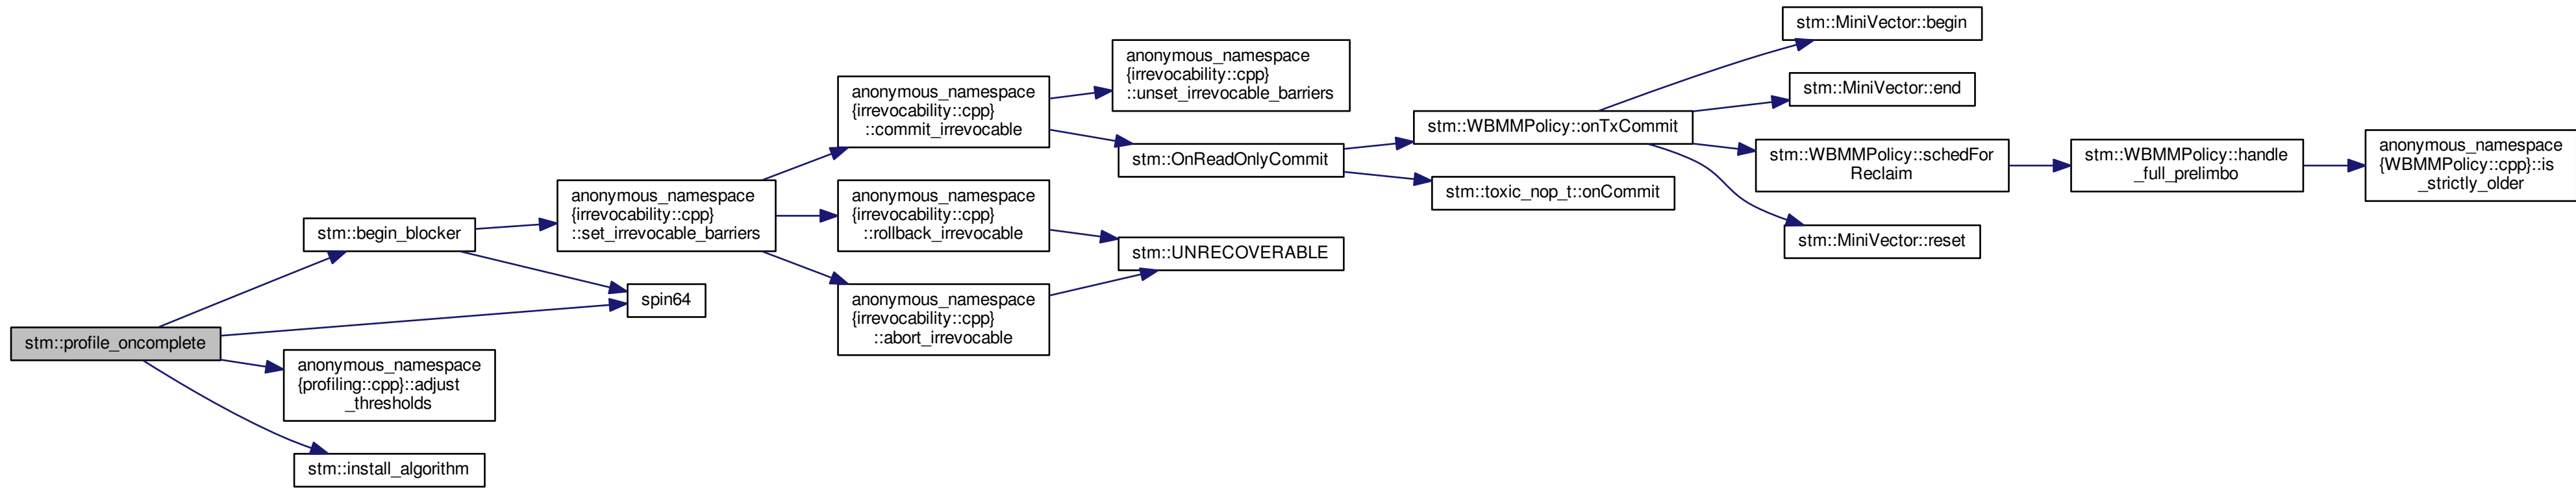 stm::profile_oncomplete
stm::begin_blocker
anonymous_namespace
{profiling::cpp}::adjust
_thresholds
stm::install_algorithm
anonymous_namespace
{irrevocability::cpp}
::set_irrevocable_barriers
spin64
anonymous_namespace
{irrevocability::cpp}
::commit_irrevocable
anonymous_namespace
{irrevocability::cpp}
::rollback_irrevocable
anonymous_namespace
{irrevocability::cpp}
::abort_irrevocable
anonymous_namespace
{irrevocability::cpp}
::unset_irrevocable_barriers
stm::OnReadOnlyCommit
stm::UNRECOVERABLE
stm::WBMMPolicy::onTxCommit
stm::toxic_nop_t::onCommit
stm::MiniVector::begin
stm::MiniVector::end
stm::WBMMPolicy::schedFor
Reclaim
stm::MiniVector::reset
stm::WBMMPolicy::handle
_full_prelimbo
anonymous_namespace
{WBMMPolicy::cpp}::is
_strictly_older